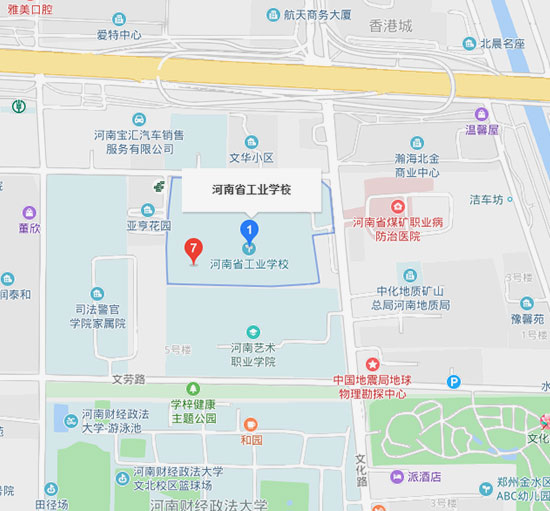 雅美口腔
航天商务大厦
香港城
爱特中心
北晨名座
温馨屋
河南宝汇汽车销售
服务有限公司
文华小区
瀚海北金
商业中心
河南省工业学校
洁车坊
董欣
亚亨花园
河南省煤矿职业病
防治医院
1
7
河南省工业学校
3号楼
润泰和
司法警官
学院家属院
中化地质矿山
总局河南地质局
豫馨苑
1号楼
5号楼
河南艺术
职业学院
文劳路
中国地震局地球
物理勘探中心
P
水
学梓健康
主题公园
河南财经政法
大学-游泳池
和园
文化
文化路
河南财经政法大学
文北校区篮球场
派酒店
郑州金水区
ABC幼儿园
号院
田径场
河南财经政法大学
3号楼